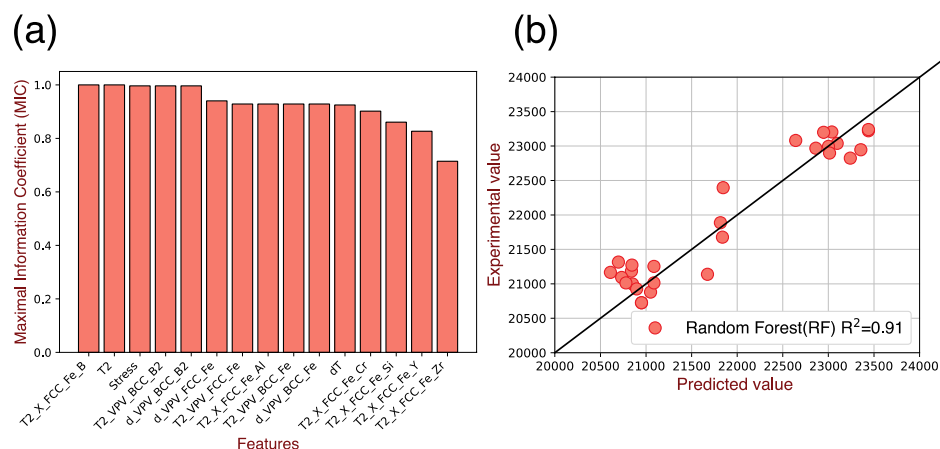 (a)
Maximal Information Coefficient (MIC)
1.0
0.8
0.6
0.4
0.2
0.0
T2_X_FCC_Fe_B
T2
Stress
T2_VPV_BCC_B2
d_VPV_BCC_B2
d_VPV_FCC_Fe
T2_VPV_FCC_Fe
T2_X_FCC_Fe_Al
T2_VPV_BCC_Fe
d_VPV_BCC_Fe
dT
T2_X_FCC_Fe_Cr
T2_X_FCC_Fe_Si
T2_X_FCC_Fe_Y
T2_X_FCC_Fe_Zr
Features
(b)
Experimental value
24000
23500
23000
22500
22000
21500
21000
20500
20000
Random Forest(RF) R²=0.91
20000 20500 21000 21500 22000 22500 23000 23500 24000
Predicted value